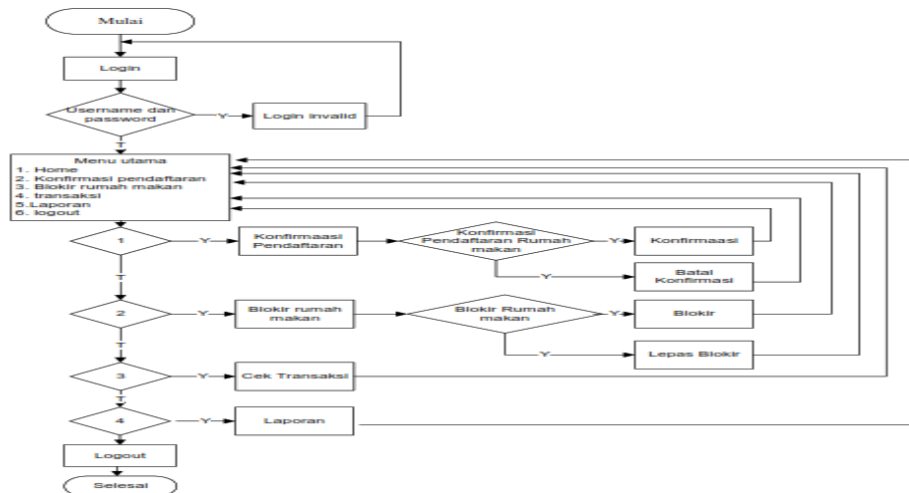 Mulai
Login
Username dan
password
Y
Login invalid
T
Menu utama
1. Home
2. Konfirmasi pendaftaran
3. Blokir rumah makan
4. transaksi
5.Laporan
6. logout
1
Y
Konfirmaasi
Pendaftaran
Konfirmasi
Pendaftaran Rumah
makan
Y
Konfirmaasi
Y
Batal
Konfirmasi
T
2
Y
Blokir rumah
makan
Blokir Rumah
makan
Y
Blokir
Y
Lepas Blokir
T
3
Y
Cek Transaksi
T
4
Y
Laporan
Logout
Selesai